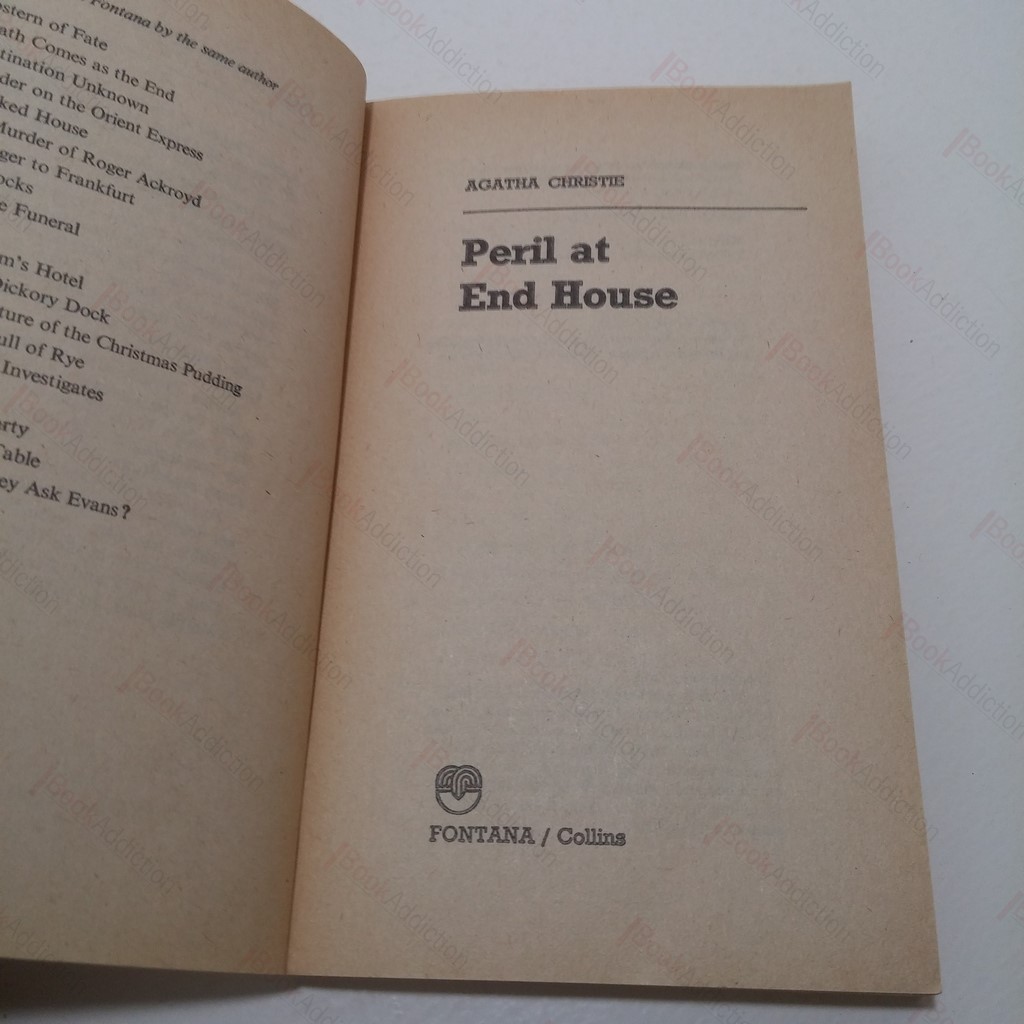 Fontana by the same author
stern of Fate
ath Comes as the End
tination Unknown
der on the Orient Express
ked House
Murder of Roger Ackroyd
ger to Frankfurt
ocks
e Funeral
m's Hotel
Dickory Dock
ture of the Christmas Pudding
ull of Rye
Investigates
erty
Table
ey Ask Evans?
AGATHA CHRISTIE
Peril at
End House
FONTANA / Collins
BookAddiction